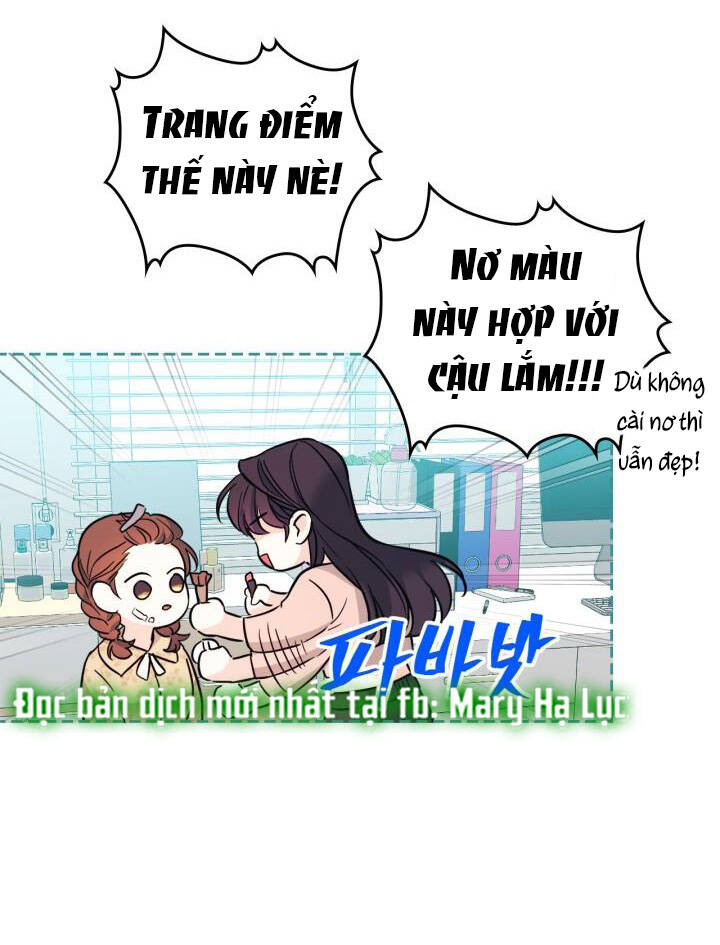 TRANG ĐIỂM
THẾ NÀY NÈ!
NƠ MÀU
NÀY HỢP VỚI
CẬU LẮM!!!
Dù không
cài nơ thì
vẫn đẹp!
파바밧
Đọc bản dịch mới nhất tại fb: Mary Hạ Lục